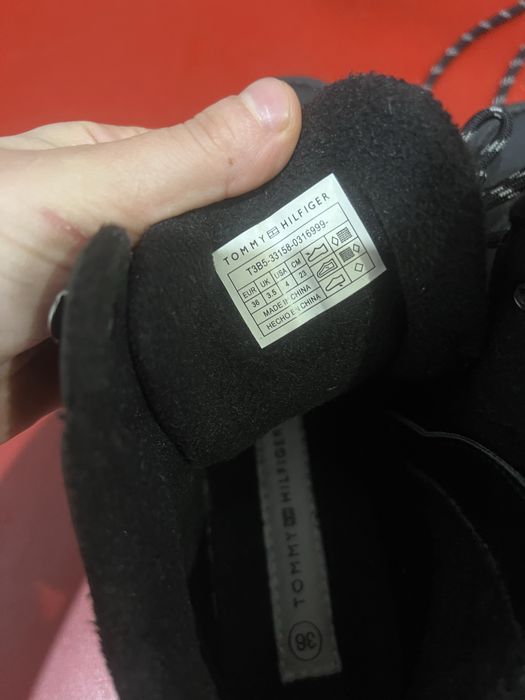 TOMMY HILFIGER
T3B5-33158-0316999-
EUR UK USA CM
36 3.5 4 23
MADE IN CHINA
HECHO EN CHINA
TOMMY HILFIGER
36